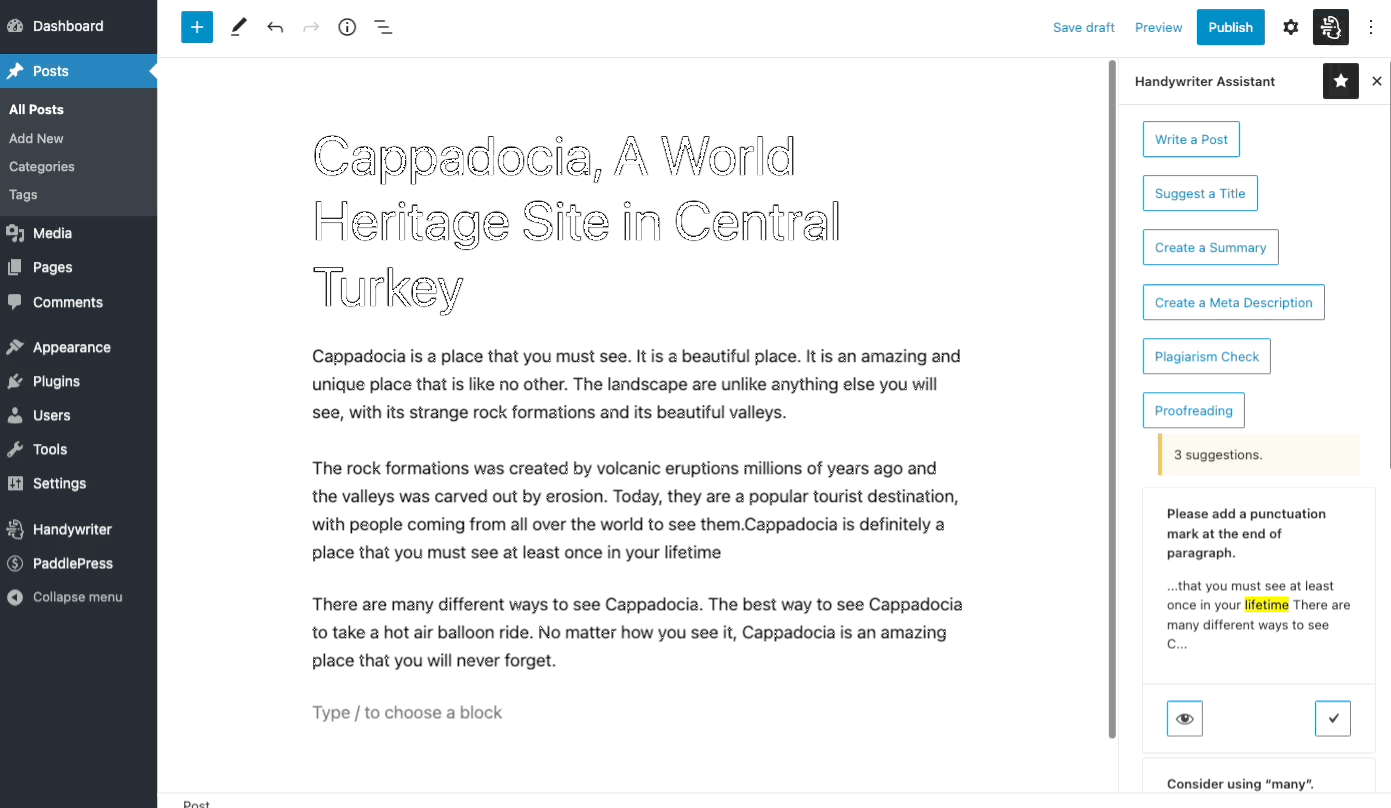 Dashboard
Posts
All Posts
Add New
Categories
Tags
Media
Pages
Comments
Appearance
Plugins
Users
Tools
Settings
Handywriter
PaddlePress
Collapse menu
Save draft
Preview
Publish
Cappadocia, A World
Heritage Site in Central
Turkey
Cappadocia is a place that you must see. It is a beautiful place. It is an amazing and
unique place that is like no other. The landscape are unlike anything else you will
see, with its strange rock formations and its beautiful valleys.
The rock formations was created by volcanic eruptions millions of years ago and
the valleys was carved out by erosion. Today, they are a popular tourist destination,
with people coming from all over the world to see them.Cappadocia is definitely a
place that you must see at least once in your lifetime
There are many different ways to see Cappadocia. The best way to see Cappadocia
to take a hot air balloon ride. No matter how you see it, Cappadocia is an amazing
place that you will never forget.
Type / to choose a block
Post
Handywriter Assistant
Write a Post
Suggest a Title
Create a Summary
Create a Meta Description
Plagiarism Check
Proofreading
3 suggestions.
Please add a punctuation
mark at the end of
paragraph.
...that you must see at least
once in your lifetime There are
many different ways to see
C...
Consider using “many”.